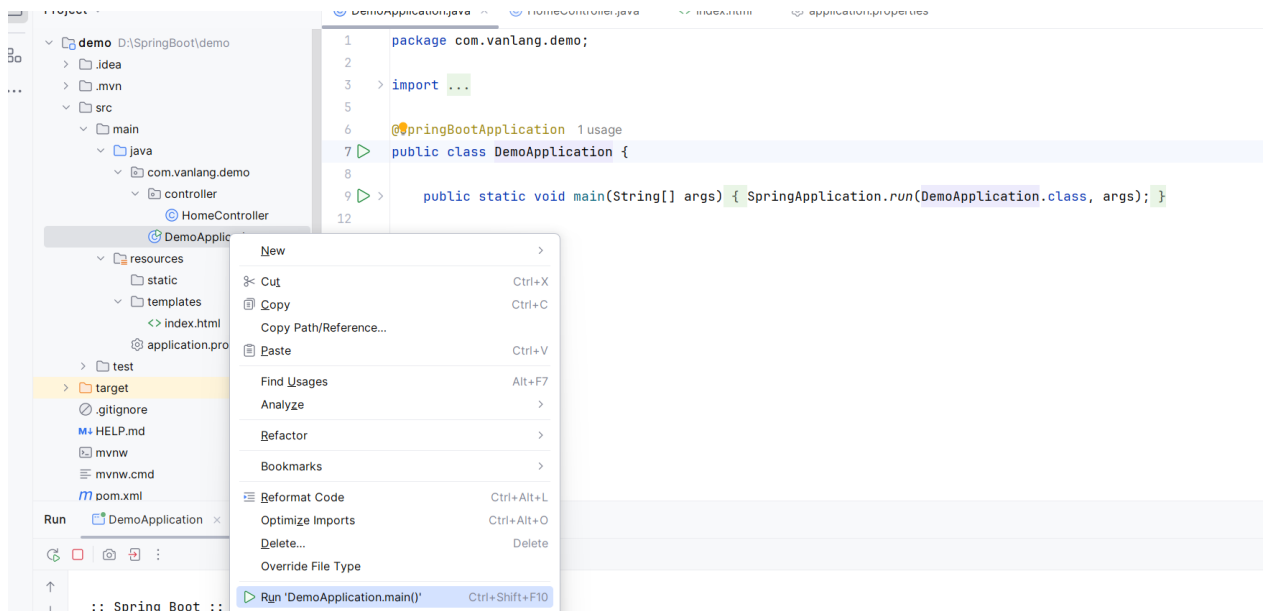 Project
DemoApplication.java
HomeController.java
index.html
application.properties
demo D:\SpringBoot\demo
.idea
.mvn
src
main
java
com.vanlang.demo
controller
HomeController
DemoApplic
resources
static
templates
<> index.html
application.pro
test
target
.gitignore
M↓ HELP.md
mvnw
mvnw.cmd
m pom.xml
1 package com.vanlang.demo;
2
3 import ...
5
6 @SpringBootApplication 1 usage
7 public class DemoApplication {
8
9 public static void main(String[] args) { SpringApplication.run(DemoApplication.class, args); }
12
New
Cut Ctrl+X
Copy Ctrl+C
Copy Path/Reference...
Paste Ctrl+V
Find Usages Alt+F7
Analyze
Refactor
Bookmarks
Reformat Code Ctrl+Alt+L
Optimize Imports Ctrl+Alt+O
Delete... Delete
Override File Type
Run 'DemoApplication.main()' Ctrl+Shift+F10
Run DemoApplication
:: Spring Boot ::